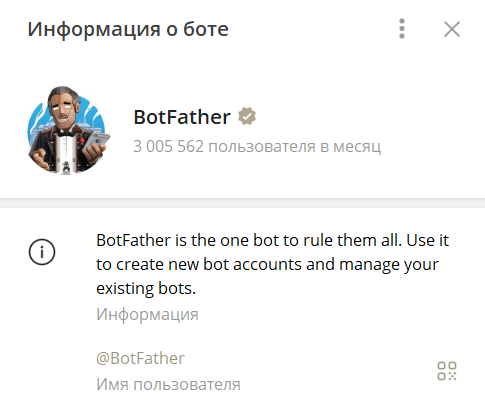 Информация о боте
BotFather
3 005 562 пользователя в месяц
BotFather is the one bot to rule them all. Use it
to create new bot accounts and manage your
existing bots.
Информация
@BotFather
Имя пользователя